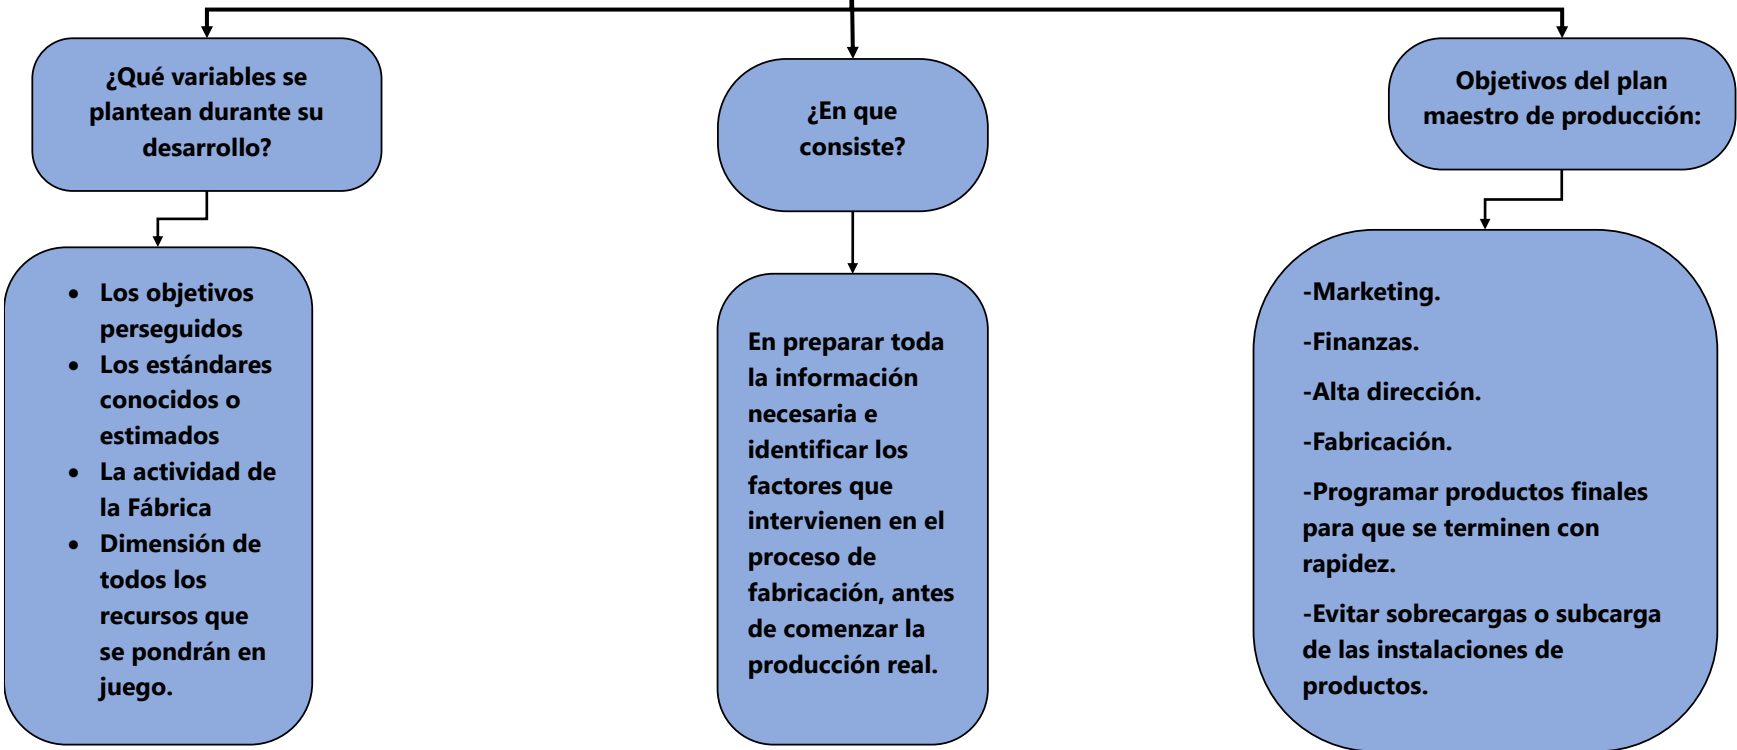 ¿Qué variables se
plantean durante su
desarrollo?
¿En que
consiste?
Objetivos del plan
maestro de producción:
• Los objetivos
perseguidos
• Los estándares
conocidos o
estimados
• La actividad de
la Fábrica
• Dimensión de
todos los
recursos que
se pondrán en
juego.
En preparar toda
la información
necesaria e
identificar los
factores que
intervienen en el
proceso de
fabricación, antes
de comenzar la
producción real.
-Marketing.
-Finanzas.
-Alta dirección.
-Fabricación.
-Programar productos finales
para que se terminen con
rapidez.
-Evitar sobrecargas o subcarga
de las instalaciones de
productos.